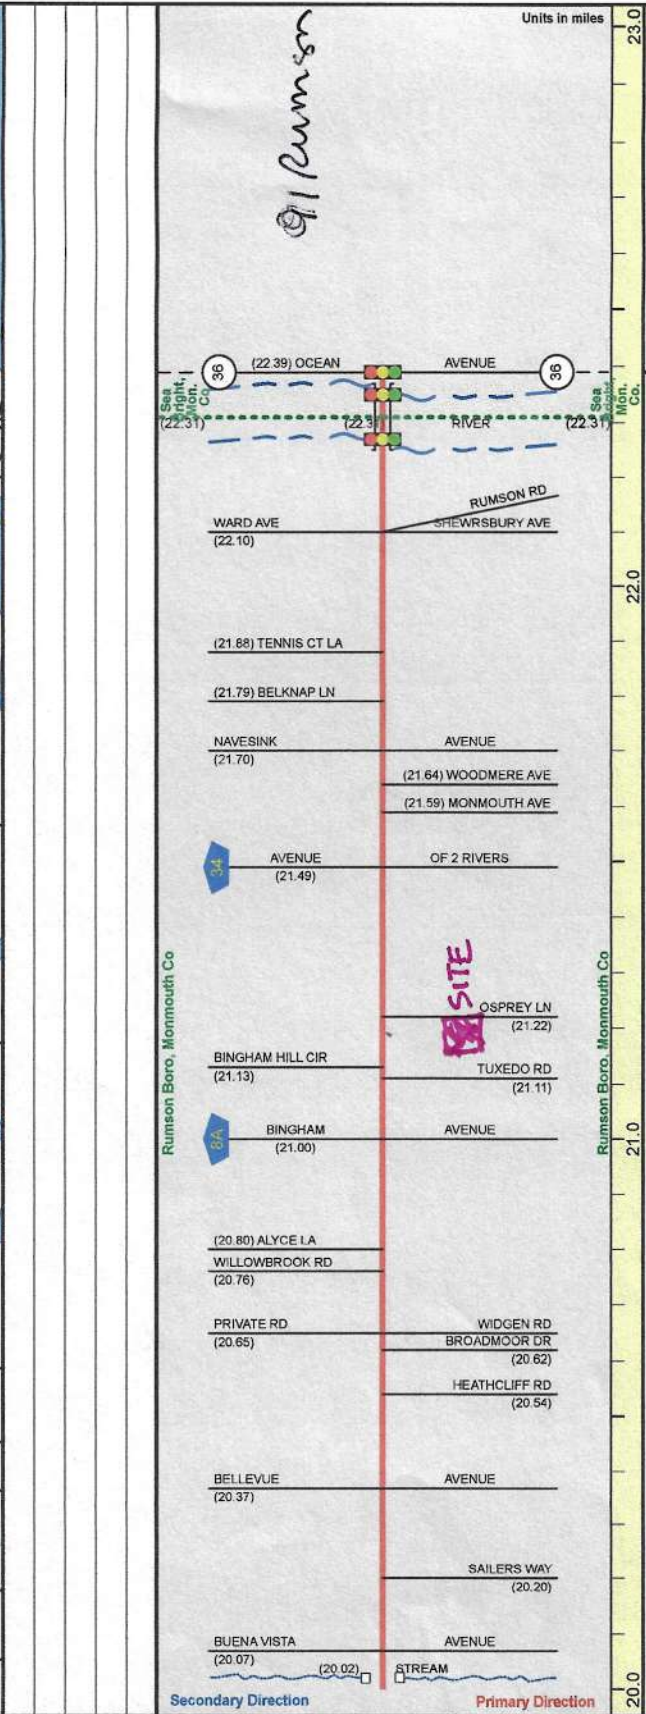 Units in miles
23.0
91 Rumson
(22.39) OCEAN AVENUE
36
36
Sea Bright, Mon. Co.
Sea Bright, Mon. Co.
(22.31)
(22.31
RIVER
(22.31)
RUMSON RD
WARD AVE
SHEWRSBURY AVE
(22.10)
22.0
(21.88) TENNIS CT LA
(21.79) BELKNAP LN
NAVESINK AVENUE
(21.70)
(21.64) WOODMERE AVE
(21.59) MONMOUTH AVE
34
AVENUE OF 2 RIVERS
(21.49)
SITE
OSPREY LN
(21.22)
BINGHAM HILL CIR
(21.13)
TUXEDO RD
(21.11)
Rumson Boro, Monmouth Co
Rumson Boro, Monmouth Co
8A
BINGHAM AVENUE
(21.00)
21.0
(20.80) ALYCE LA
WILLOWBROOK RD
(20.76)
PRIVATE RD
(20.65)
WIDGEN RD
BROADMOOR DR
(20.62)
HEATHCLIFF RD
(20.54)
BELLEVUE AVENUE
(20.37)
SAILERS WAY
(20.20)
BUENA VISTA AVENUE
(20.07)
(20.02) STREAM
Secondary Direction
Primary Direction
20.0